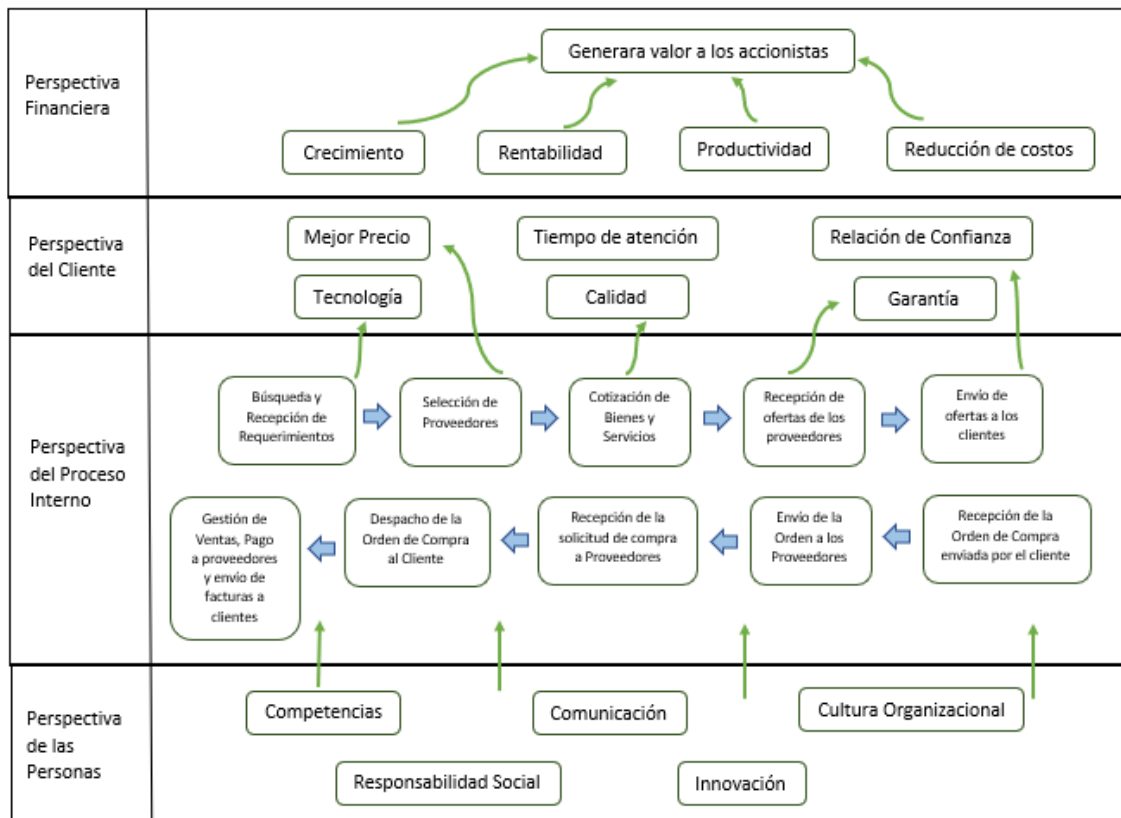 Perspectiva
Financiera
Generara valor a los accionistas
Crecimiento
Rentabilidad
Productividad
Reducción de costos
Perspectiva
del Cliente
Mejor Precio
Tiempo de atención
Relación de Confianza
Tecnología
Calidad
Garantía
Perspectiva
del Proceso
Interno
Búsqueda y
Recepción de
Requerimientos
Selección de
Proveedores
Cotización de
Bienes y
Servicios
Recepción de
ofertas de los
proveedores
Envío de
ofertas a los
clientes
Gestión de
Ventas, Pago
a proveedores
y envío de
facturas a
clientes
Despacho de la
Orden de Compra
al Cliente
Recepción de la
solicitud de compra
a Proveedores
Envío de la
Orden a los
Proveedores
Recepción de la
Orden de Compra
enviada por el cliente
Perspectiva
de las
Personas
Competencias
Comunicación
Cultura Organizacional
Responsabilidad Social
Innovación